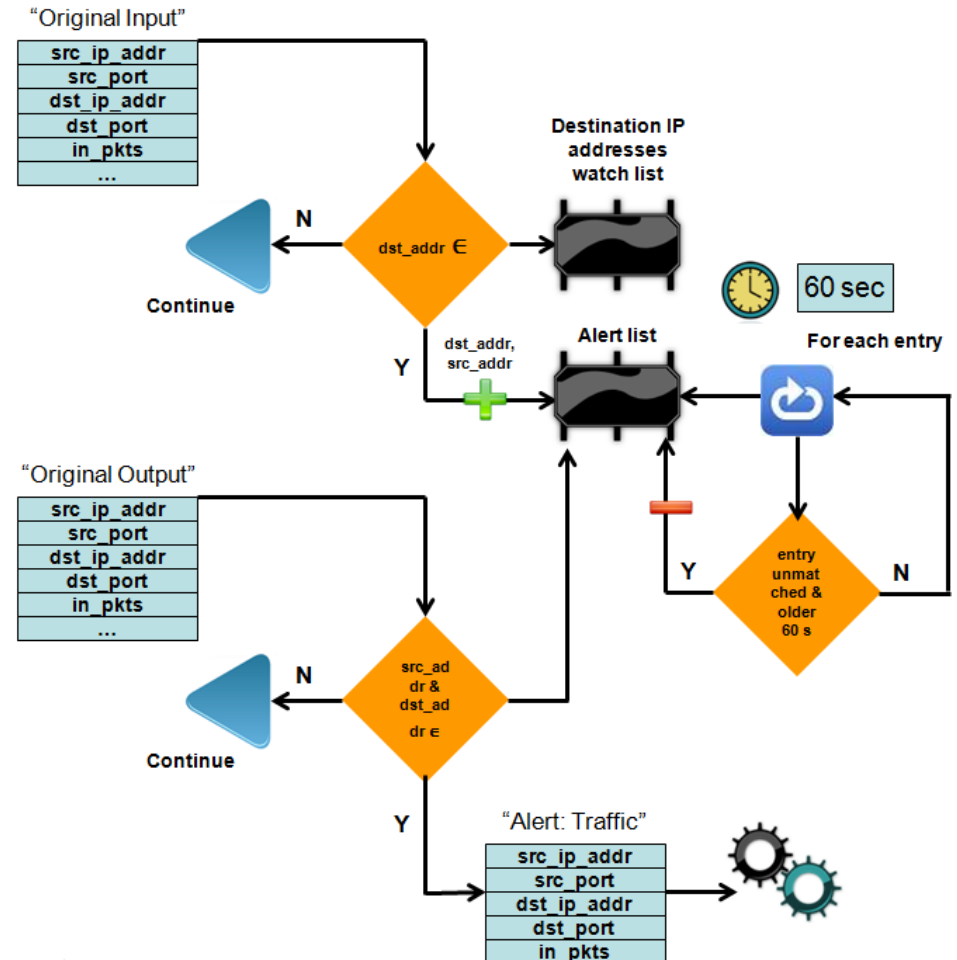 “Original Input”
src_ip_addr
src_port
dst_ip_addr
dst_port
in_pkts
...
Destination IP
addresses
watch list
N
dst_addr ∈
Continue
60 sec
Y
dst_addr,
src_addr
Alert list
For each entry
“Original Output”
src_ip_addr
src_port
dst_ip_addr
dst_port
in_pkts
...
entry
unmat
ched &
older
60 s
Y
N
N
src_ad
dr &
dst_ad
dr ∈
Continue
Y
“Alert: Traffic”
src_ip_addr
src_port
dst_ip_addr
dst_port
in_pkts